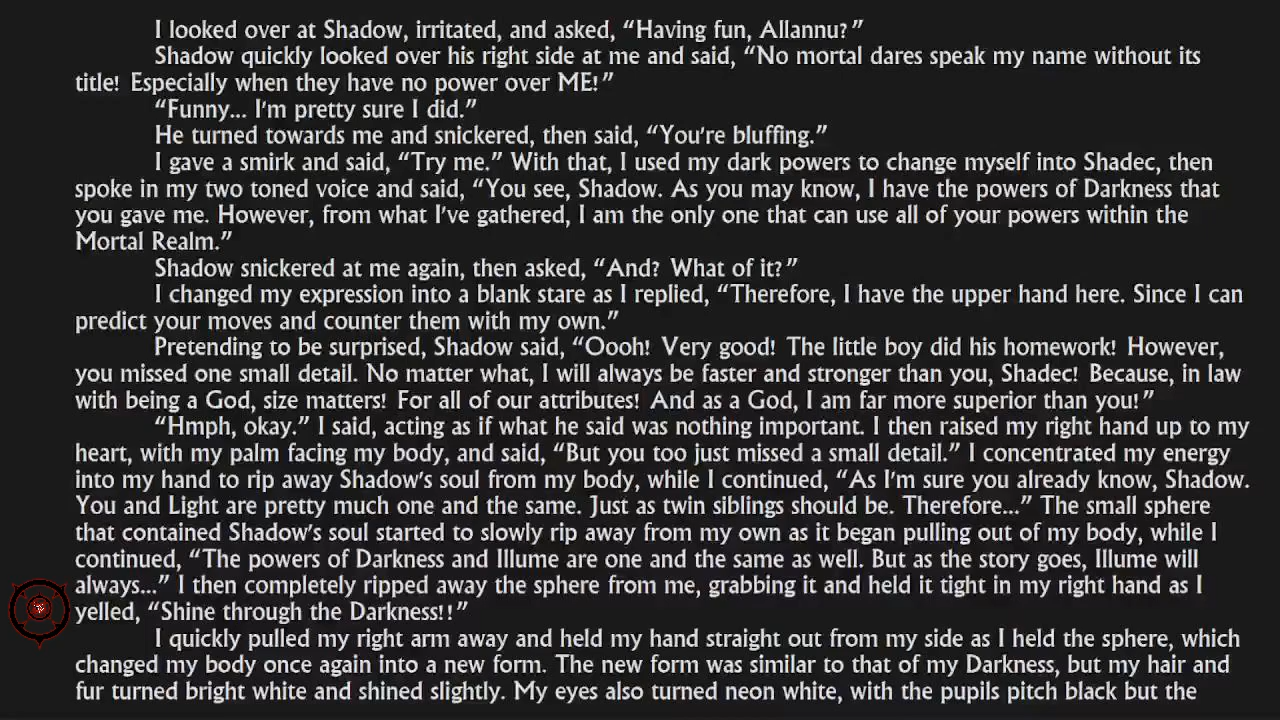 I looked over at Shadow, irritated, and asked, “Having fun, Allannu?”
Shadow quickly looked over his right side at me and said, “No mortal dares speak my name without its
title! Especially when they have no power over ME!”
“Funny... I'm pretty sure I did.”
He turned towards me and snickered, then said, “You're bluffing.”
I gave a smirk and said, “Try me.” With that, I used my dark powers to change myself into Shadec, then
spoke in my two toned voice and said, “You see, Shadow. As you may know, I have the powers of Darkness that
you gave me. However, from what I've gathered, I am the only one that can use all of your powers within the
Mortal Realm.”
Shadow snickered at me again, then asked, “And? What of it?”
I changed my expression into a blank stare as I replied, “Therefore, I have the upper hand here. Since I can
predict your moves and counter them with my own.”
Pretending to be surprised, Shadow said, “Oooh! Very good! The little boy did his homework! However,
you missed one small detail. No matter what, I will always be faster and stronger than you, Shadec! Because, in law
with being a God, size matters! For all of our attributes! And as a God, I am far more superior than you!”
“Hmph, okay.” I said, acting as if what he said was nothing important. I then raised my right hand up to my
heart, with my palm facing my body, and said, “But you too just missed a small detail.” I concentrated my energy
into my hand to rip away Shadow's soul from my body, while I continued, “As I'm sure you already know, Shadow.
You and Light are pretty much one and the same. Just as twin siblings should be. Therefore...” The small sphere
that contained Shadow's soul started to slowly rip away from my own as it began pulling out of my body, while I
continued, “The powers of Darkness and Illume are one and the same as well. But as the story goes, Illume will
always...” I then completely ripped away the sphere from me, grabbing it and held it tight in my right hand as I
yelled, “Shine through the Darkness!!”
I quickly pulled my right arm away and held my hand straight out from my side as I held the sphere, which
changed my body once again into a new form. The new form was similar to that of my Darkness, but my hair and
fur turned bright white and shined slightly. My eyes also turned neon white, with the pupils pitch black but the